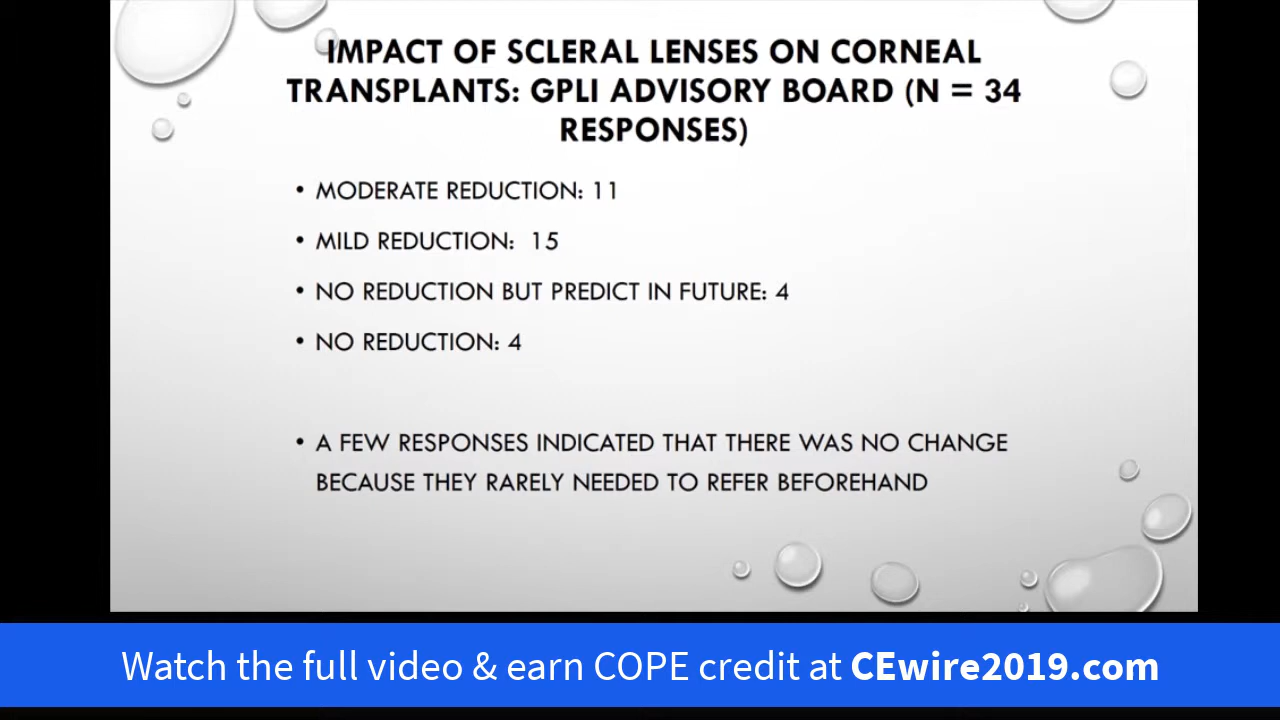 IMPACT OF SCLERAL LENSES ON CORNEAL
TRANSPLANTS: GPLI ADVISORY BOARD (N = 34
RESPONSES)
• MODERATE REDUCTION: 11
• MILD REDUCTION: 15
• NO REDUCTION BUT PREDICT IN FUTURE: 4
• NO REDUCTION: 4
• A FEW RESPONSES INDICATED THAT THERE WAS NO CHANGE
BECAUSE THEY RARELY NEEDED TO REFER BEFOREHAND
Watch the full video & earn COPE credit at CEwire2019.com